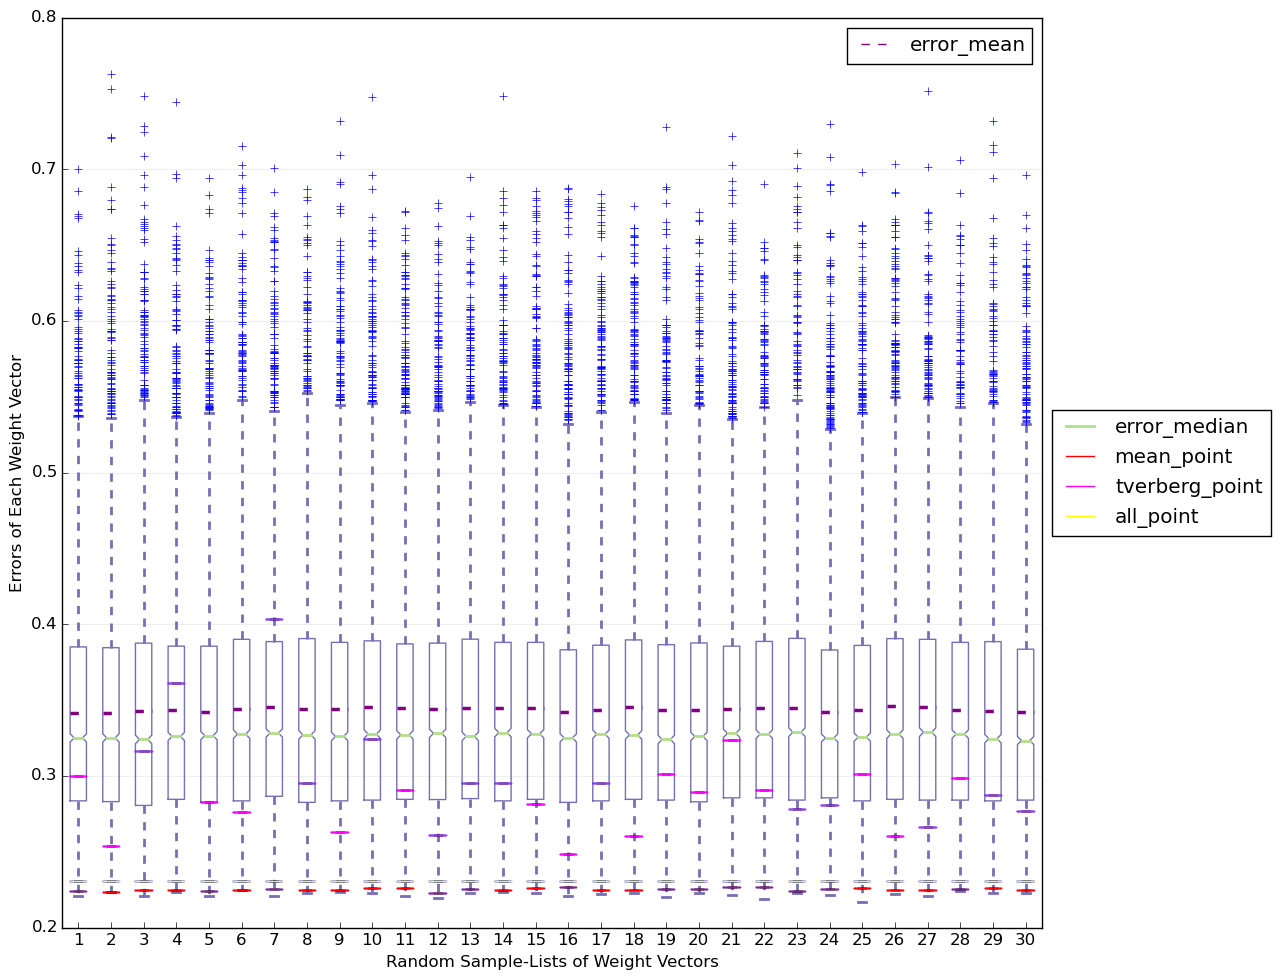 0.8
0.7
0.6
0.5
0.4
0.3
0.2
Errors of Each Weight Vector
error_mean
error_median
mean_point
tverberg_point
all_point
1 2 3 4 5 6 7 8 9 10 11 12 13 14 15 16 17 18 19 20 21 22 23 24 25 26 27 28 29 30
Random Sample-Lists of Weight Vectors